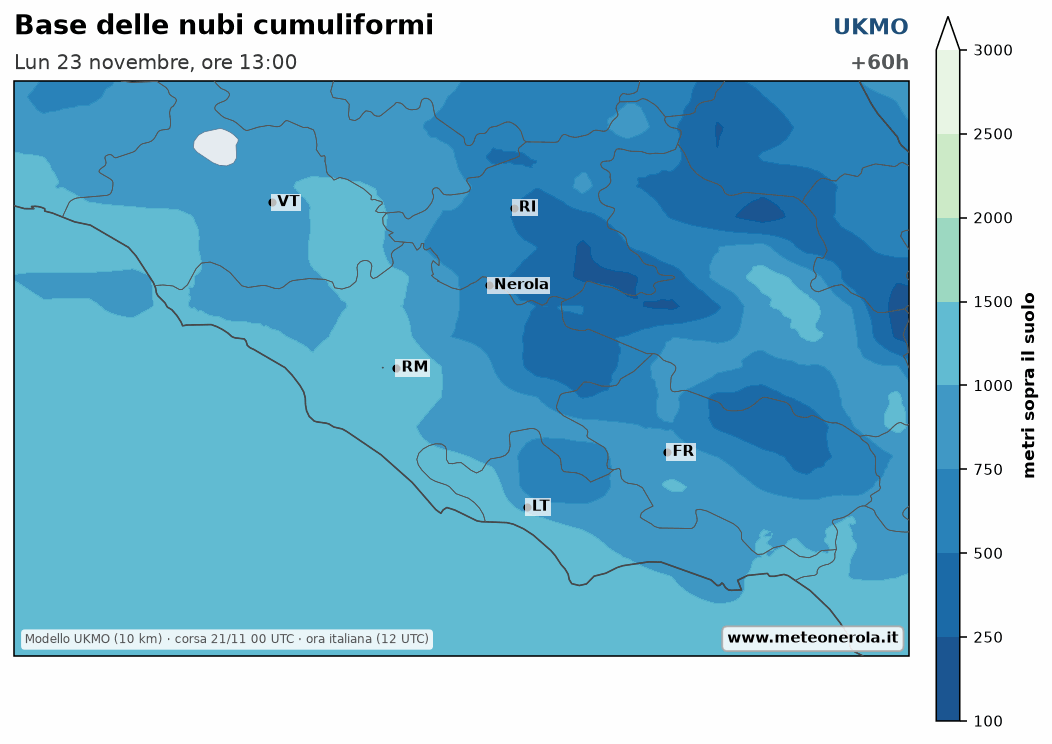 Base delle nubi cumuliformi
UKMO
Lun 23 novembre, ore 13:00
+60h
3000
2500
2000
1500
1000
750
500
250
100
metri sopra il suolo
VT
RI
Nerola
RM
FR
LT
Modello UKMO (10 km) · corsa 21/11 00 UTC · ora italiana (12 UTC)
www.meteonerola.it